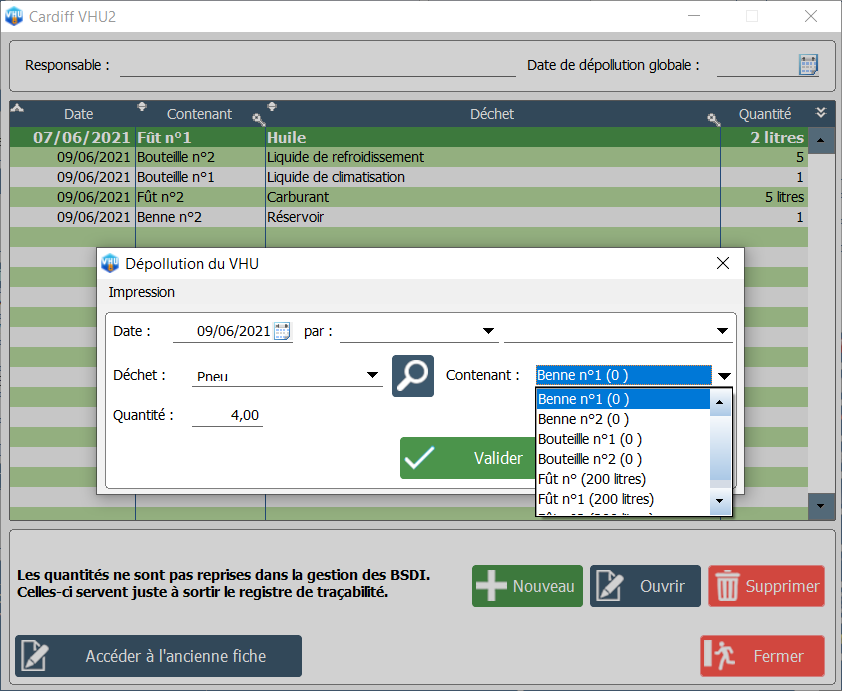 Cardiff VHU2
Responsable :
Date de dépollution globale :
Date Contenant Déchet Quantité
07/06/2021 Fût n°1 Huile 2 litres
09/06/2021 Bouteillle n°2 Liquide de refroidissement 5
09/06/2021 Bouteillle n°1 Liquide de climatisation 1
09/06/2021 Fût n°2 Carburant 5 litres
09/06/2021 Benne n°2 Réservoir 1
VHU Dépollution du VHU
Impression
Date : 09/06/2021 par :
Déchet : Pneu Contenant : Benne n°1 (0 )
Quantité : 4,00
Benne n°1 (0 )
Benne n°2 (0 )
Bouteillle n°1 (0 )
Bouteillle n°2 (0 )
Fût n° (200 litres)
Fût n°1 (200 litres)
Valider
Les quantités ne sont pas reprises dans la gestion des BSDI.
Celles-ci servent juste à sortir le registre de traçabilité.
Nouveau Ouvrir Supprimer
Accéder à l'ancienne fiche Fermer